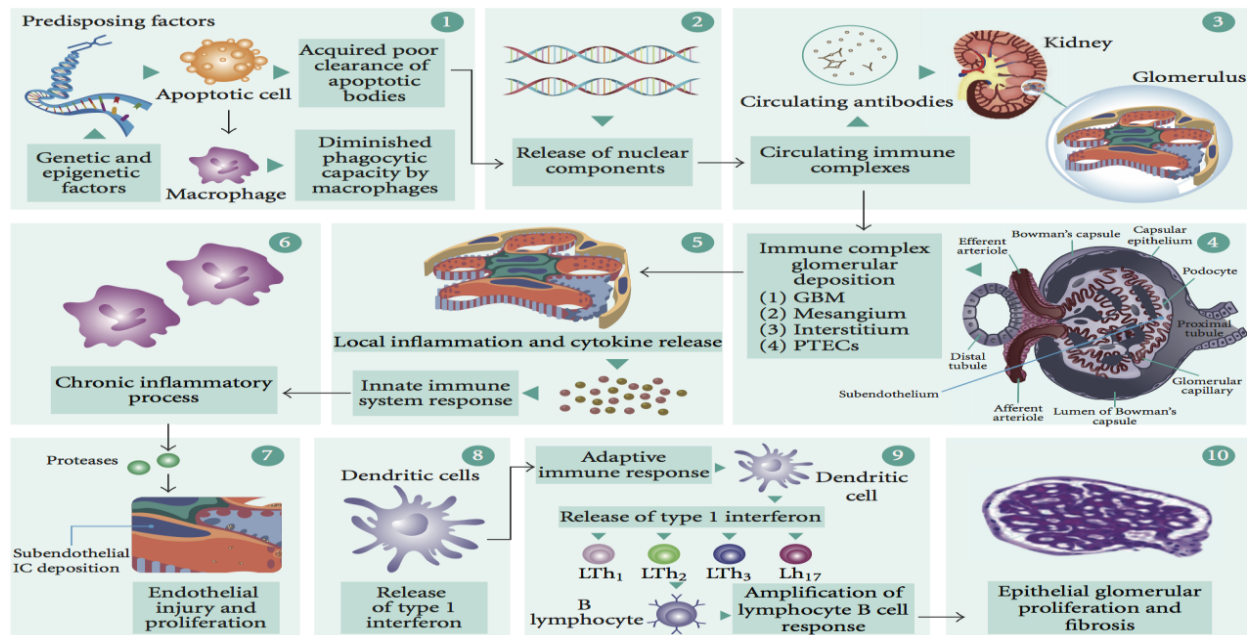 Predisposing factors
1
Apoptotic cell
Acquired poor
clearance of
apoptotic
bodies
Genetic and
epigenetic
factors
Macrophage
Diminished
phagocytic
capacity by
macrophages
2
Release of nuclear
components
3
Circulating antibodies
Kidney
Glomerulus
Circulating immune
complexes
Immune complex
glomerular
deposition
(1) GBM
(2) Mesangium
(3) Interstitium
(4) PTECs
4
Efferent
arteriole
Bowman's capsule
Capsular
epithelium
Podocyte
Proximal
tubule
Distal
tubule
Subendothelium
Glomerular
capillary
Afferent
arteriole
Lumen of Bowman's
capsule
5
Local inflammation and cytokine release
Innate immune
system response
6
Chronic inflammatory
process
7
Proteases
Subendothelial
IC deposition
Endothelial
injury and
proliferation
8
Dendritic cells
Release
of type 1
interferon
9
Adaptive
immune response
Dendritic
cell
Release of type 1 interferon
LTh1
LTh2
LTh3
Lh17
B
lymphocyte
Amplification of
lymphocyte B cell
response
10
Epithelial glomerular
proliferation and
fibrosis